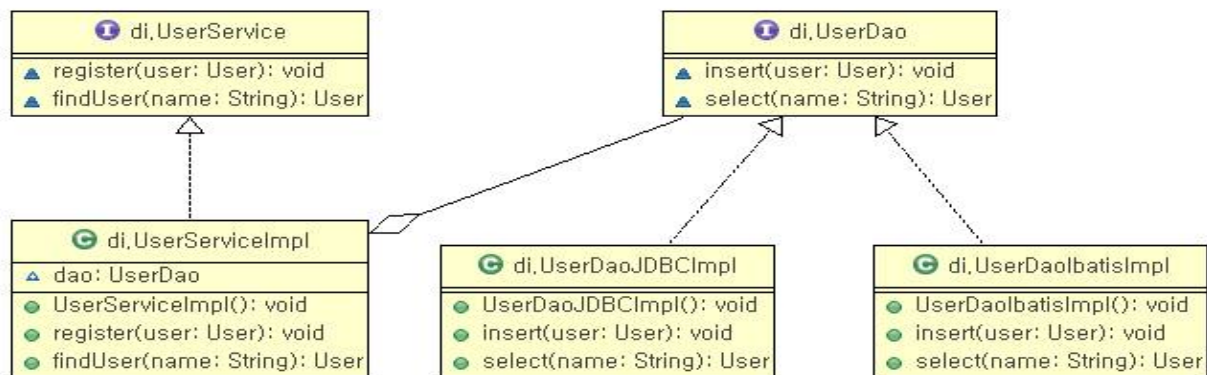 I di.UserService
register(user: User): void
findUser(name: String): User
I di.UserDao
insert(user: User): void
select(name: String): User
C di.UserServiceImpl
dao: UserDao
UserServiceImpl(): void
register(user: User): void
findUser(name: String): User
C di.UserDaoJDBCImpl
UserDaoJDBCImpl(): void
insert(user: User): void
select(name: String): User
C di.UserDaoIbatisImpl
UserDaoIbatisImpl(): void
insert(user: User): void
select(name: String): User